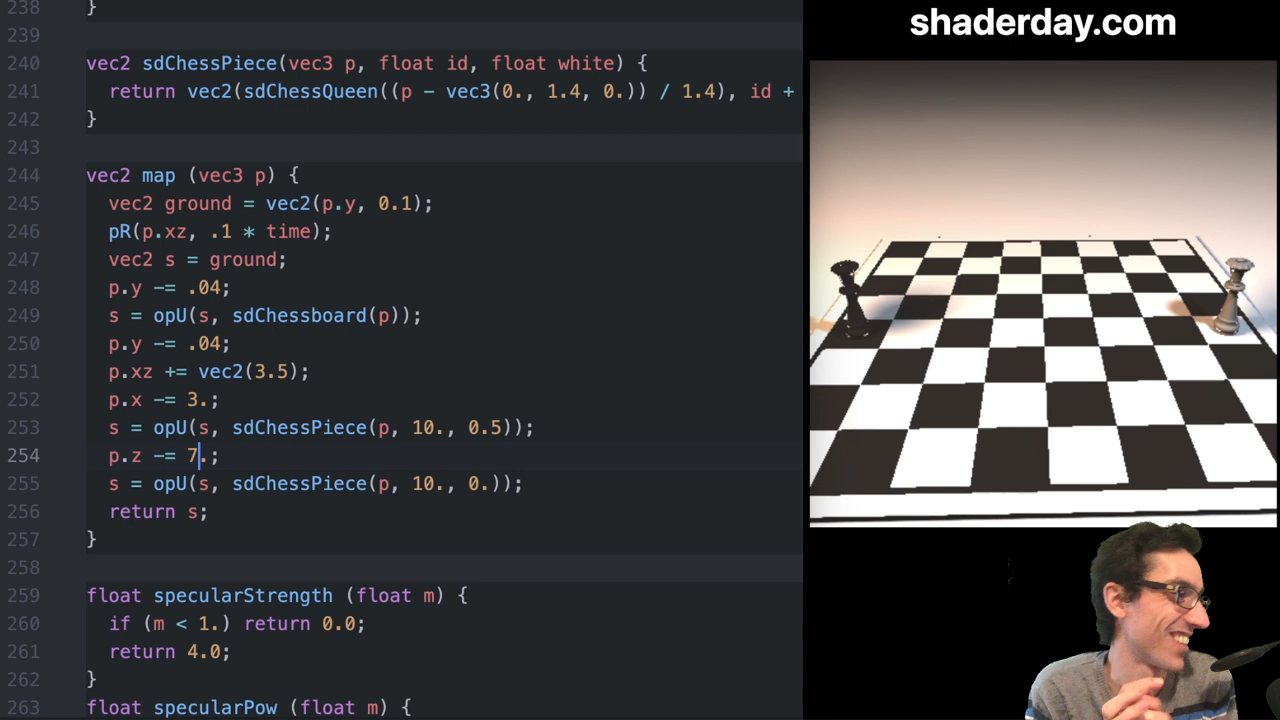 238 }
239
240 vec2 sdChessPiece(vec3 p, float id, float white) {
241 return vec2(sdChessQueen((p - vec3(0., 1.4, 0.)) / 1.4), id +
242 }
243
244 vec2 map (vec3 p) {
245 vec2 ground = vec2(p.y, 0.1);
246 pR(p.xz, .1 * time);
247 vec2 s = ground;
248 p.y -= .04;
249 s = opU(s, sdChessboard(p));
250 p.y -= .04;
251 p.xz += vec2(3.5);
252 p.x -= 3.;
253 s = opU(s, sdChessPiece(p, 10., 0.5));
254 p.z -= 7.;
255 s = opU(s, sdChessPiece(p, 10., 0.));
256 return s;
257 }
258
259 float specularStrength (float m) {
260 if (m < 1.) return 0.0;
261 return 4.0;
262 }
263 float specularPow (float m) {
shaderday.com